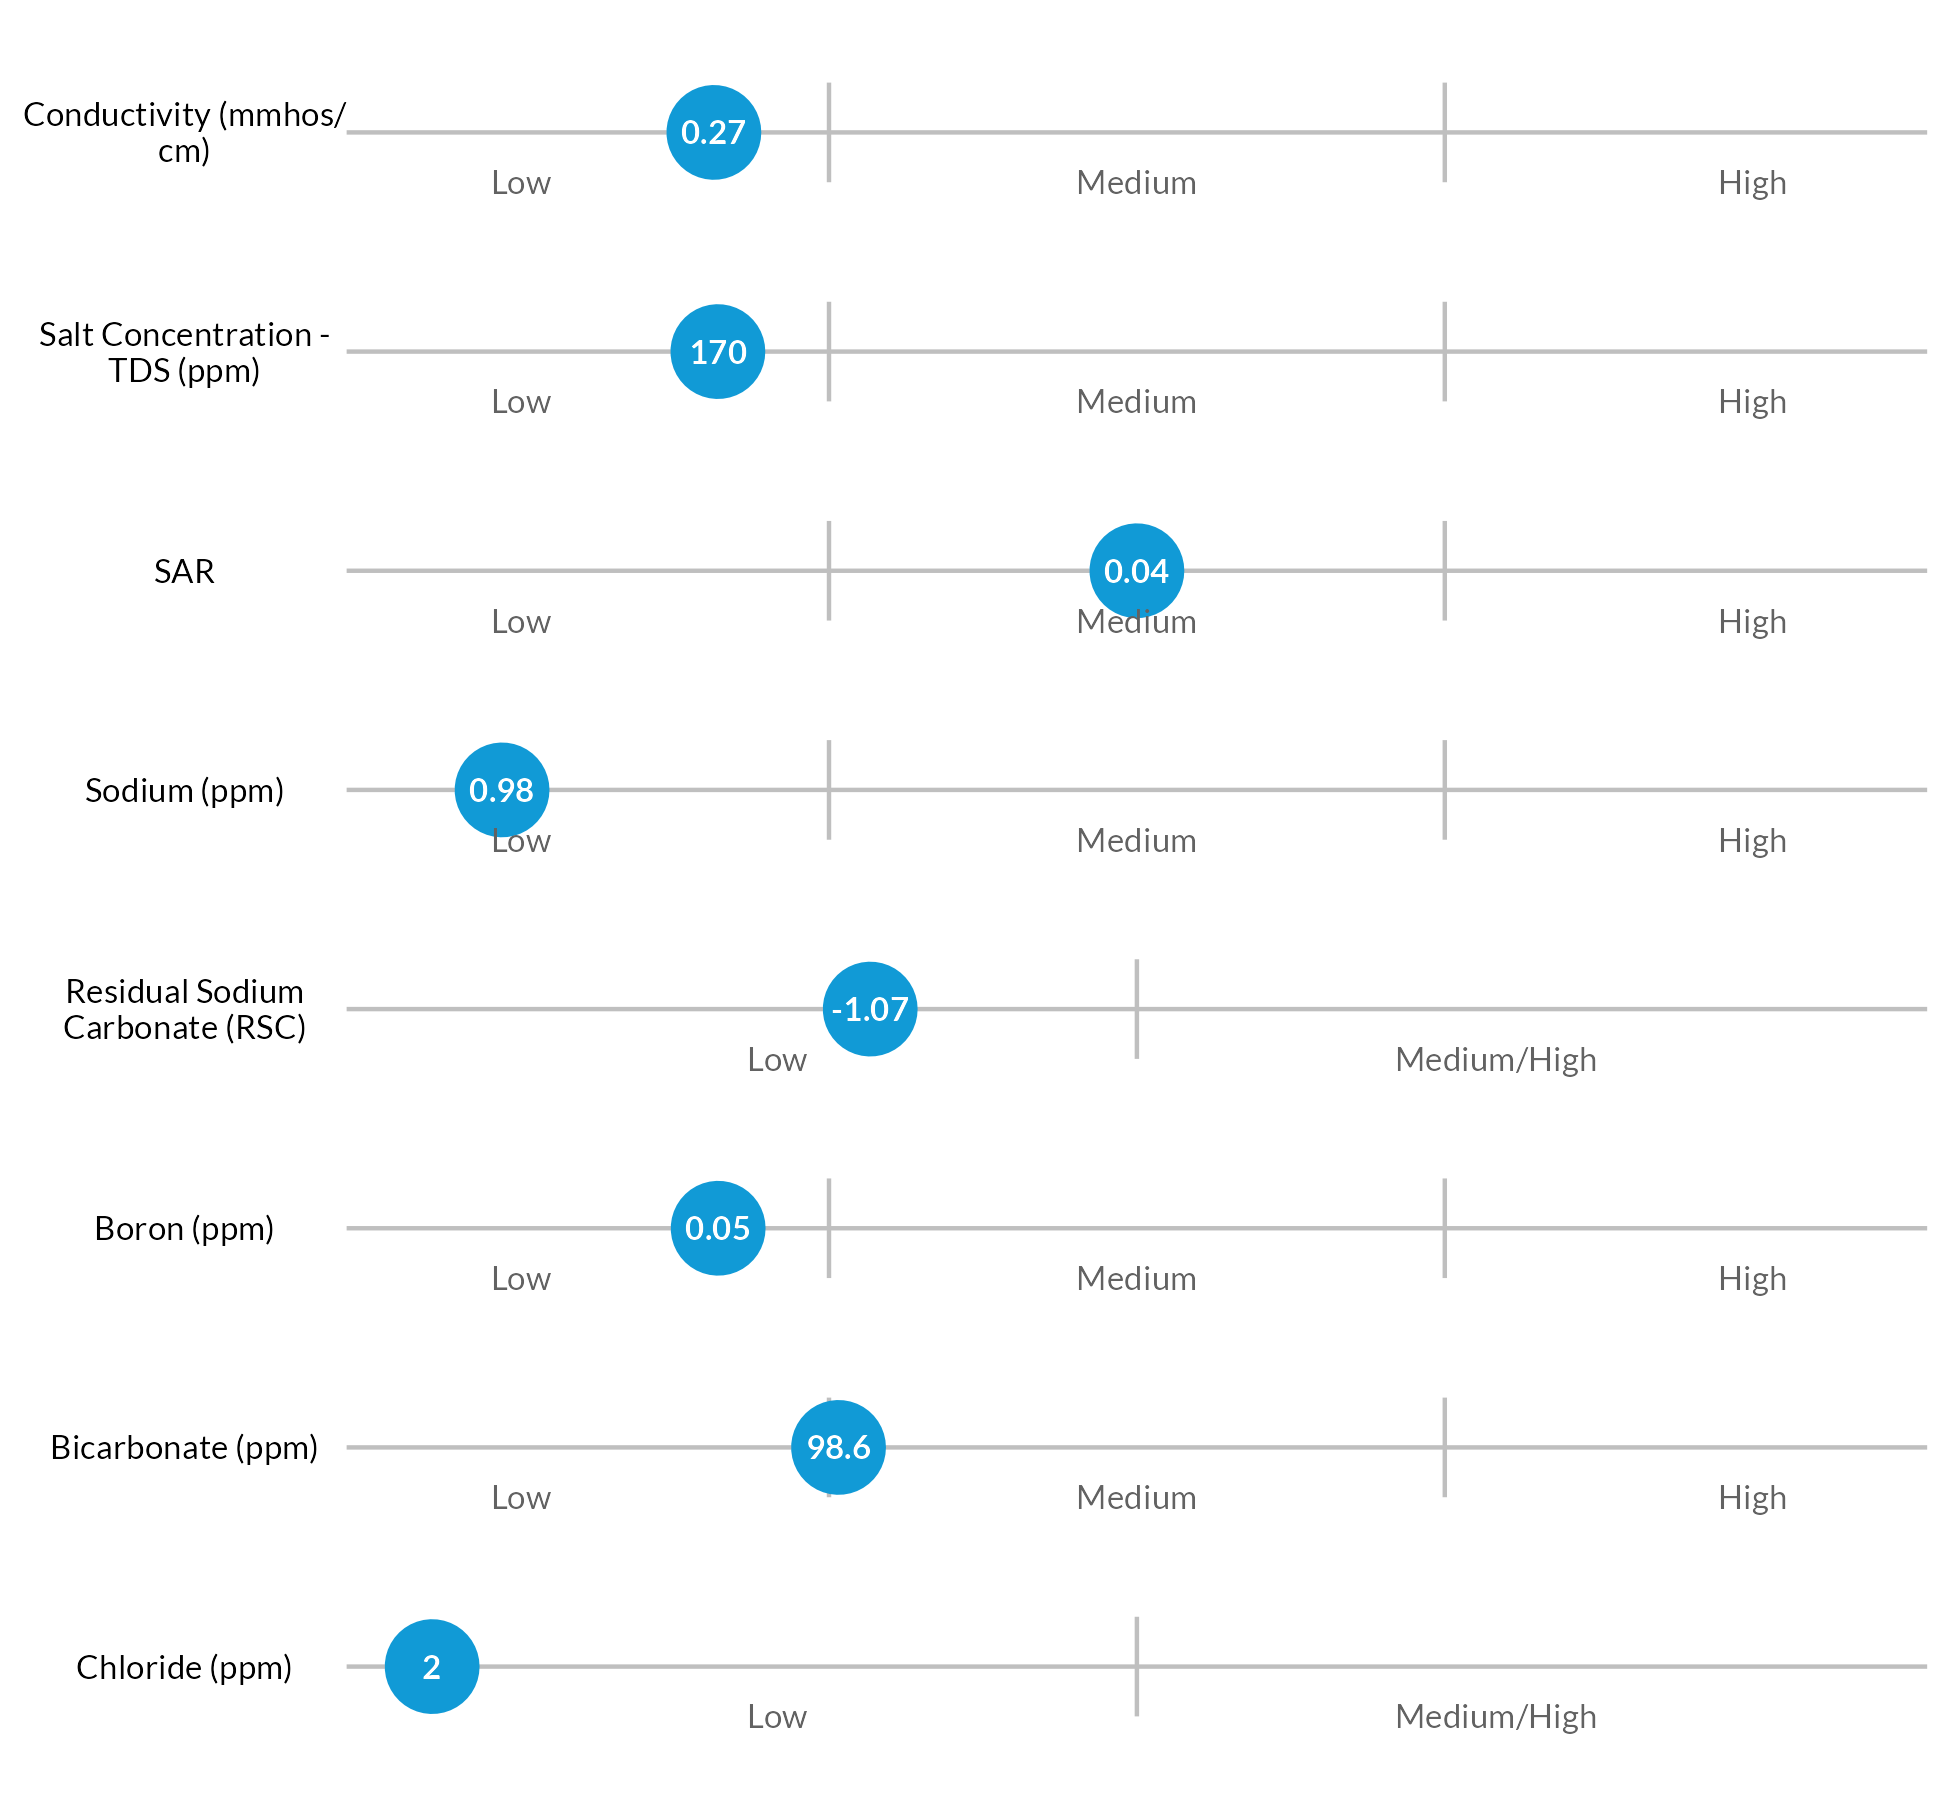 Conductivity (mmhos/
cm)
0.27
Low Medium High
Salt Concentration -
TDS (ppm)
170
Low Medium High
SAR
0.04
Low Medium High
Sodium (ppm)
0.98
Low Medium High
Residual Sodium
Carbonate (RSC)
-1.07
Low Medium/High
Boron (ppm)
0.05
Low Medium High
Bicarbonate (ppm)
98.6
Low Medium High
Chloride (ppm)
2
Low Medium/High